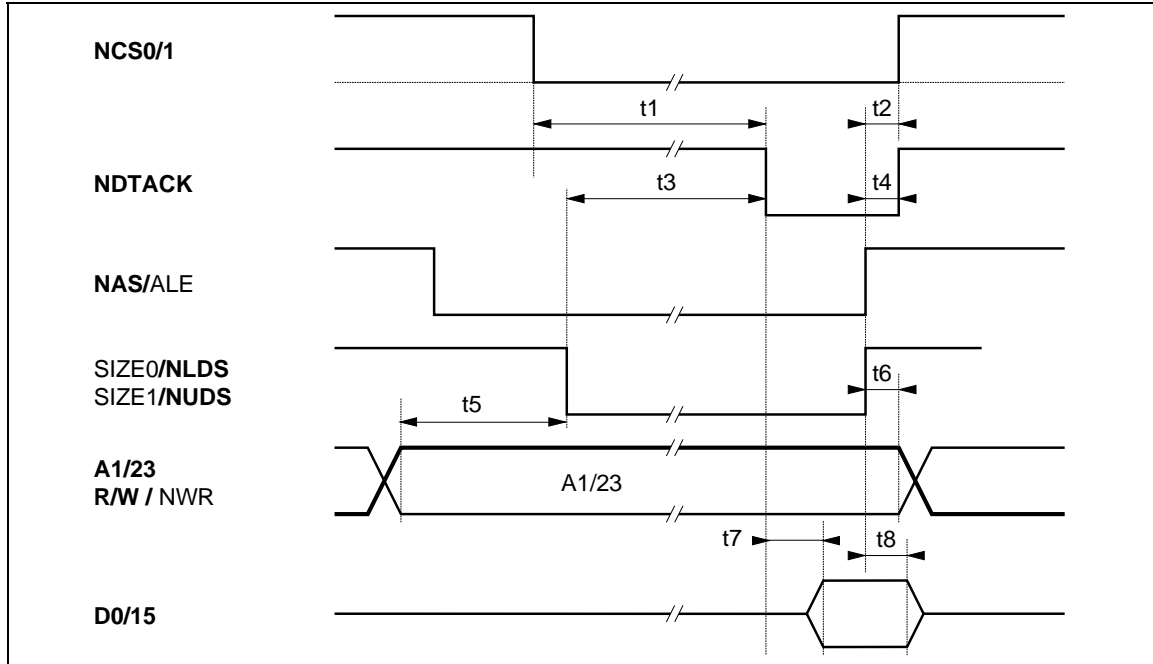 NCS0/1
t1
t2
NDTACK
t3
t4
NAS/ALE
SIZE0/NLDS
SIZE1/NUDS
t5
t6
A1/23
R/W / NWR
A1/23
t7
t8
D0/15